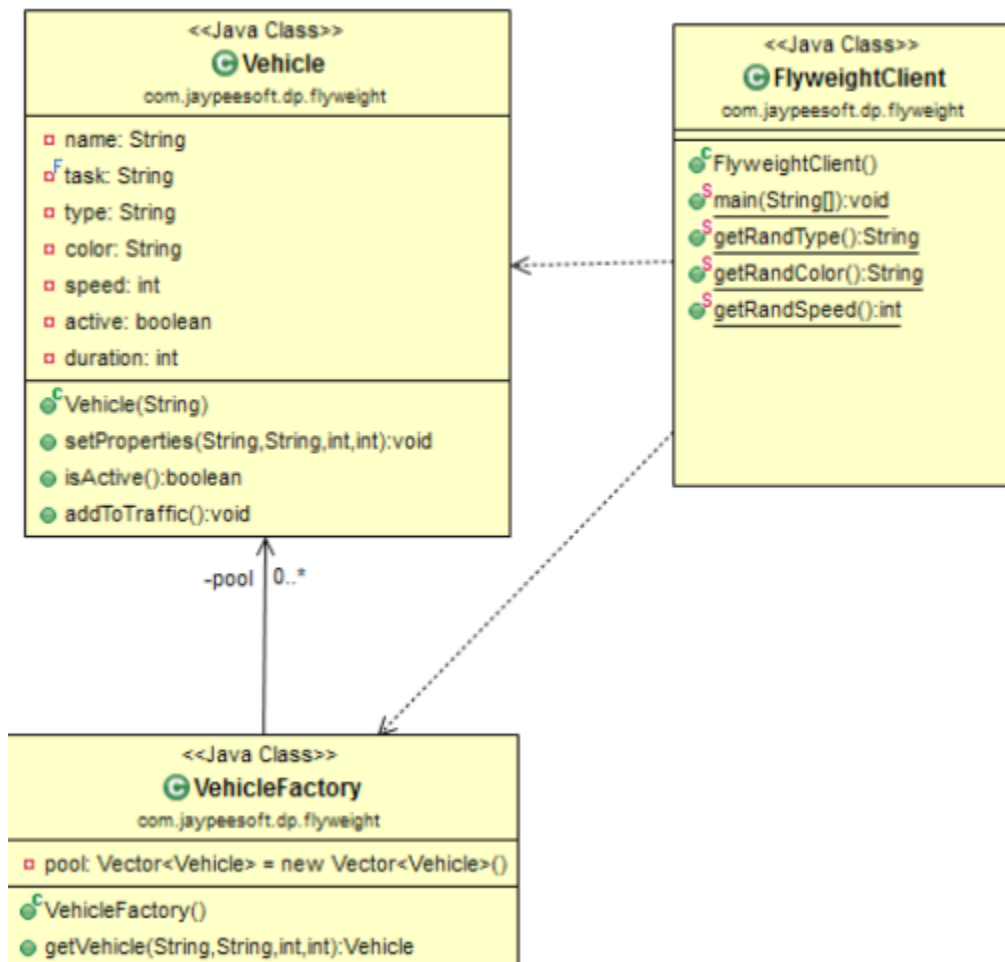 <<Java Class>>
Vehicle
com.jaypeesoft.dp.flyweight
name: String
F task: String
type: String
color: String
speed: int
active: boolean
duration: int
C Vehicle(String)
setProperties(String,String,int,int):void
isActive():boolean
addToTraffic():void
<<Java Class>>
FlyweightClient
com.jaypeesoft.dp.flyweight
C FlyweightClient()
S main(String[]):void
S getRandType():String
S getRandColor():String
S getRandSpeed():int
-pool 0..*
<<Java Class>>
VehicleFactory
com.jaypeesoft.dp.flyweight
pool: Vector<Vehicle> = new Vector<Vehicle>()
C VehicleFactory()
getVehicle(String,String,int,int):Vehicle